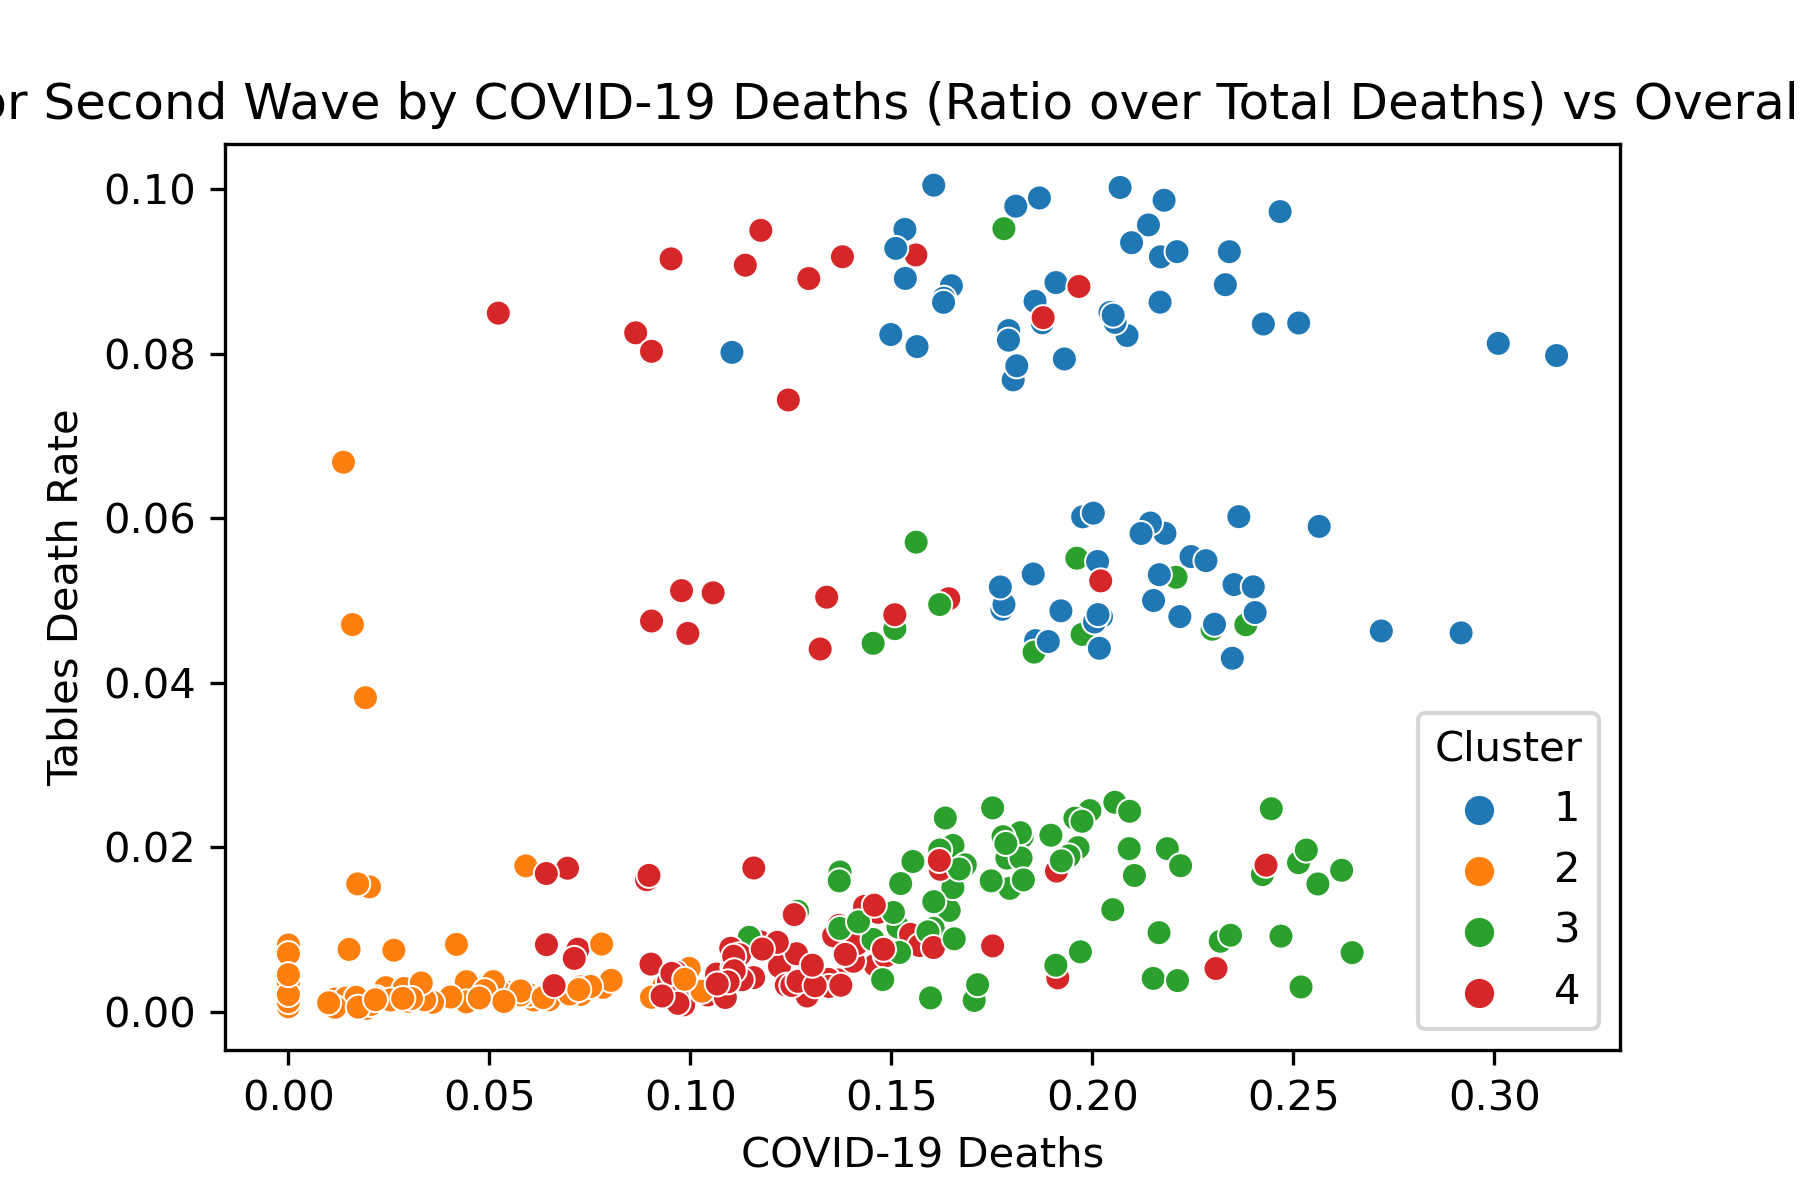 or Second Wave by COVID-19 Deaths (Ratio over Total Deaths) vs Overal
0.10
0.08
0.06
0.04
0.02
0.00
Tables Death Rate
Cluster
1
2
3
4
0.00 0.05 0.10 0.15 0.20 0.25 0.30
COVID-19 Deaths